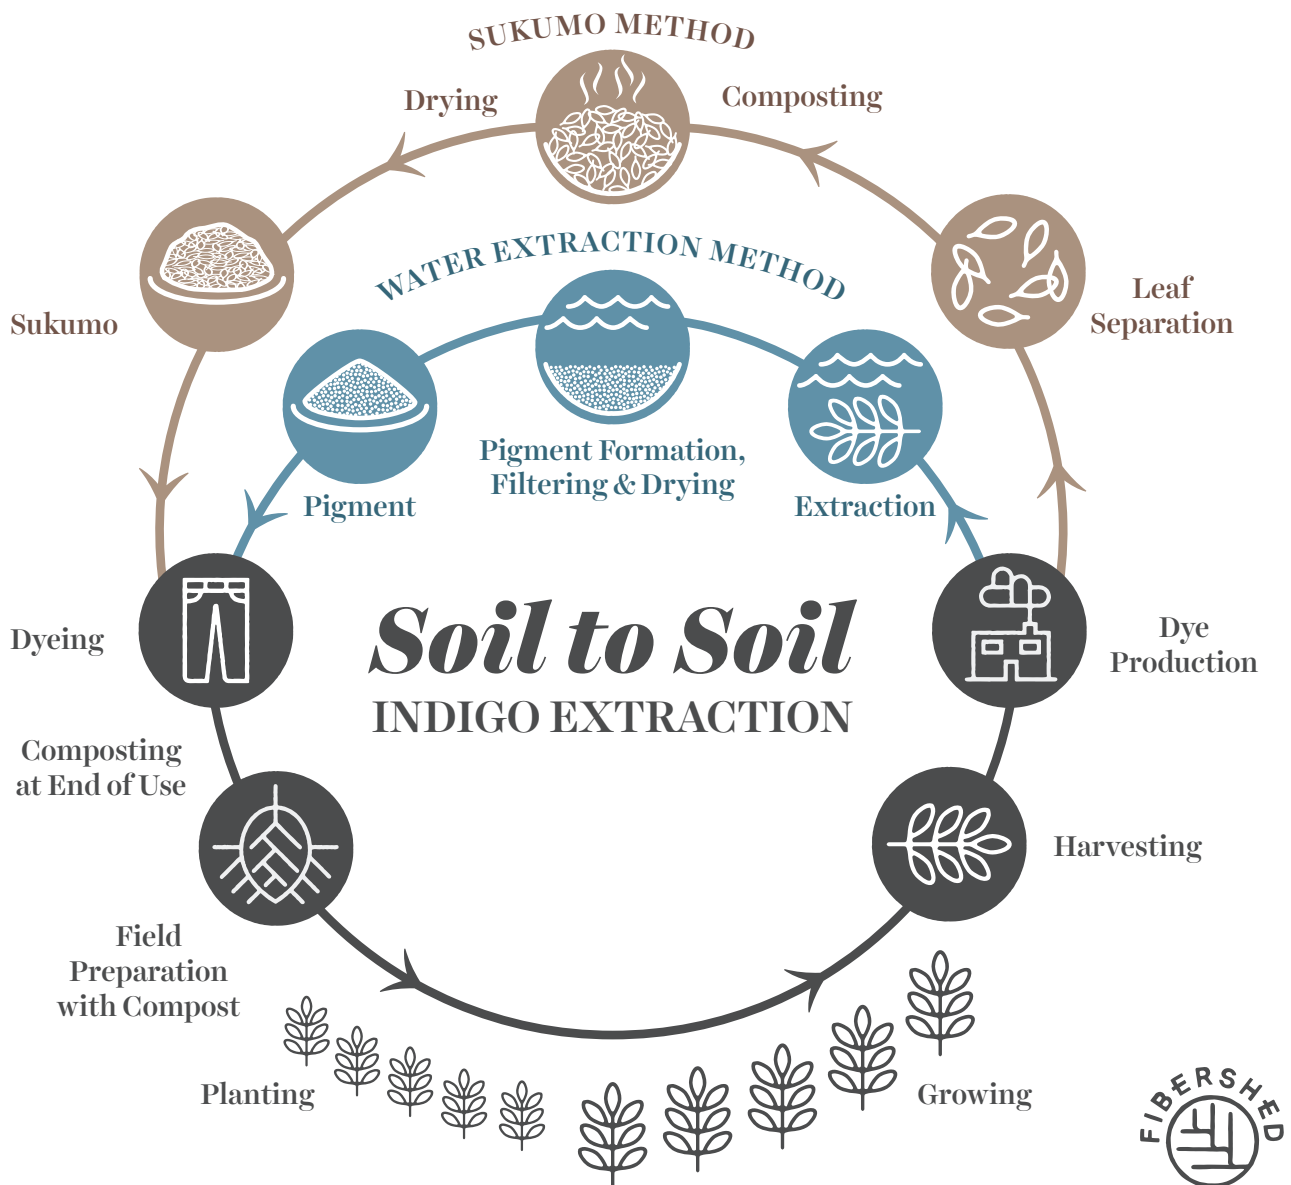 SUKUMO METHOD
Drying
Composting
Sukumo
Leaf
Separation
WATER EXTRACTION METHOD
Pigment
Pigment Formation,
Filtering & Drying
Extraction
Dyeing
Soil to Soil
INDIGO EXTRACTION
Dye
Production
Composting
at End of Use
Harvesting
Field
Preparation
with Compost
Planting
Growing
FIBERSHED